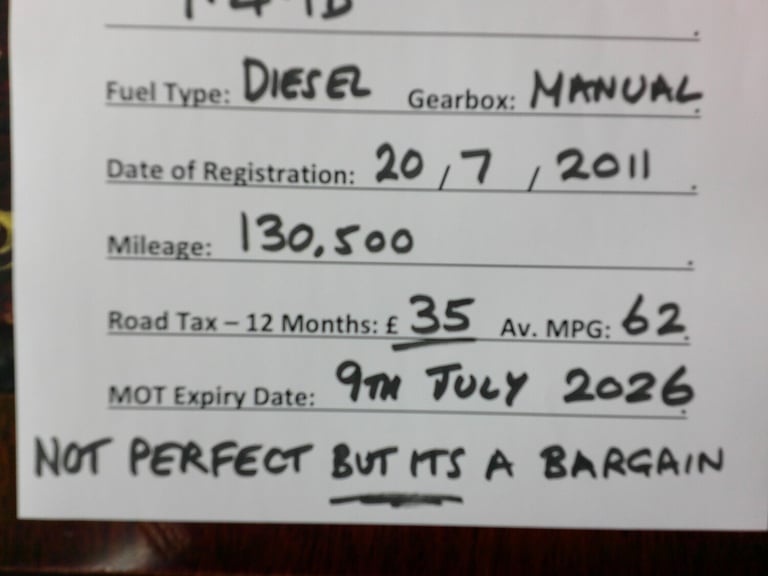 Fuel Type: DIESEL Gearbox: MANUAL.
Date of Registration: 20 / 7 / 2011.
Mileage: 130,500.
Road Tax – 12 Months: £ 35 Av. MPG: 62.
MOT Expiry Date: 9TH JULY 2026.
NOT PERFECT BUT ITS A BARGAIN